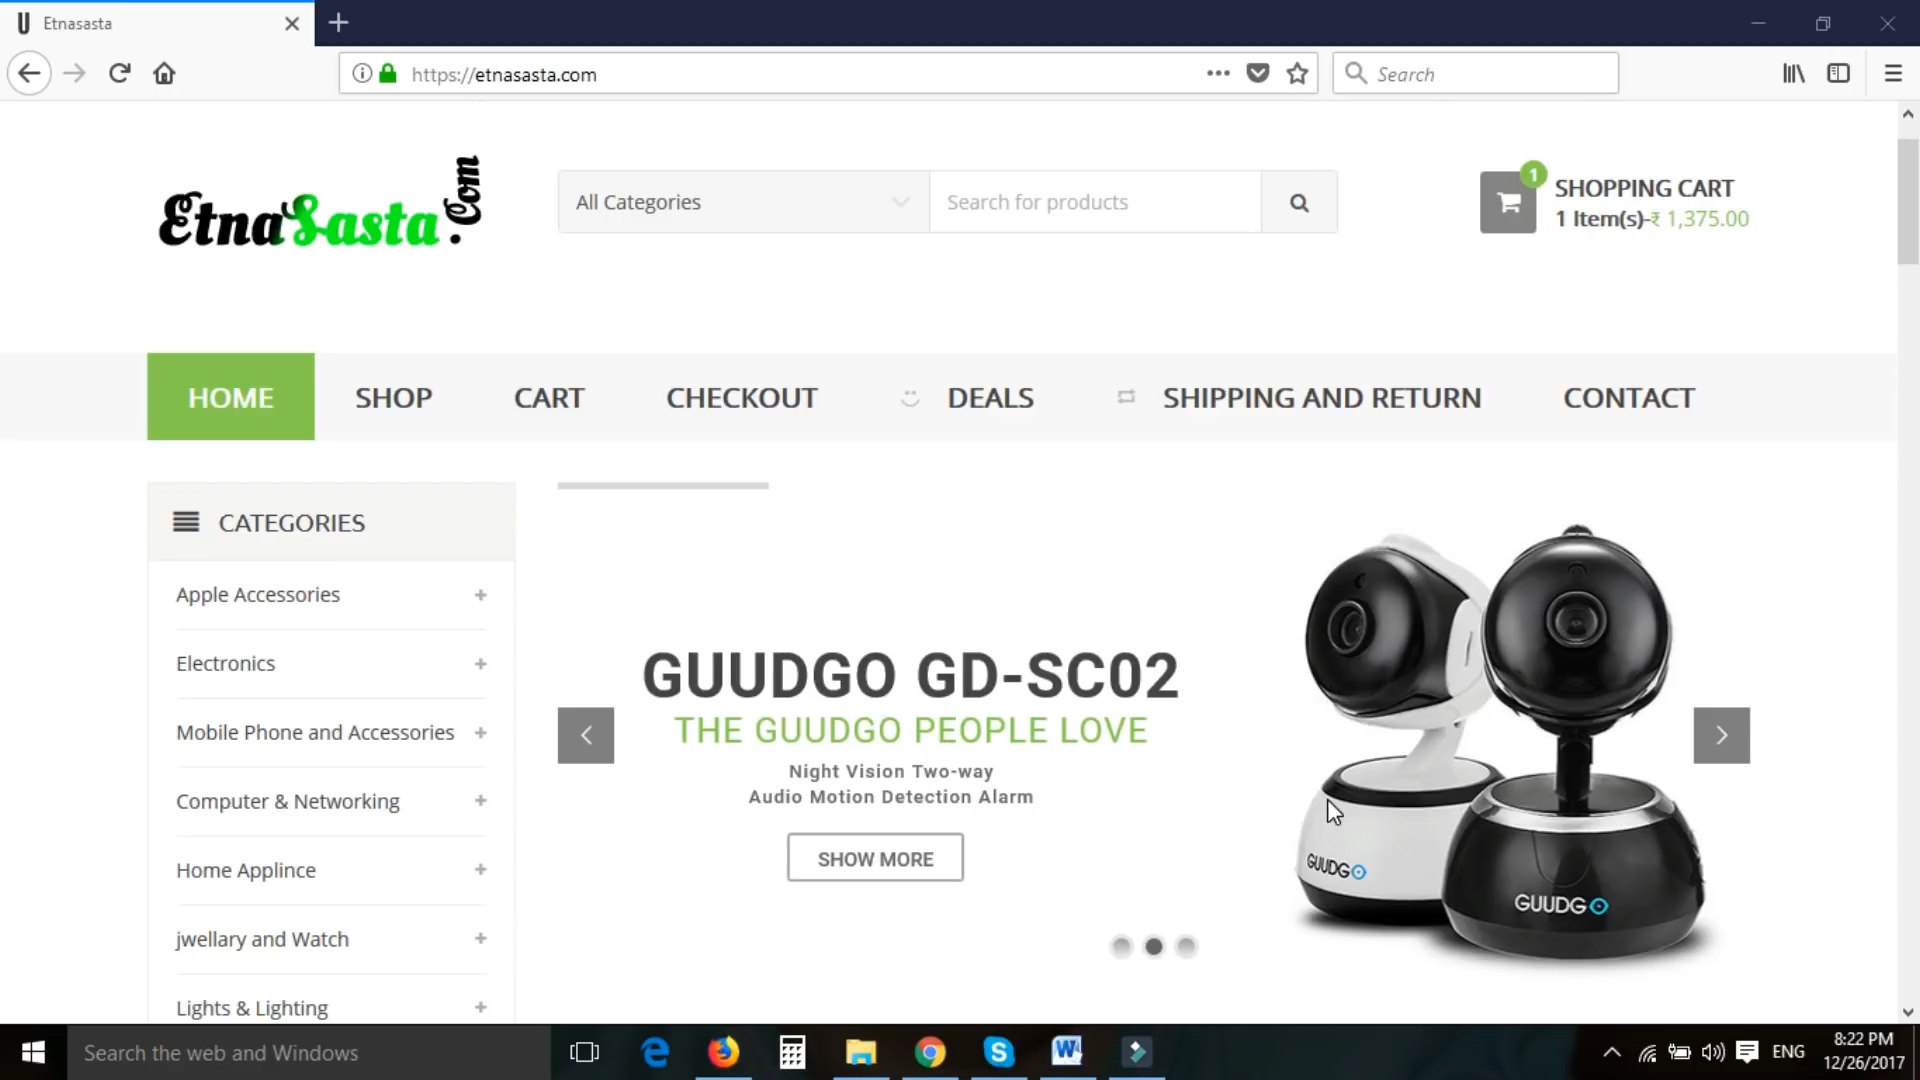 Etnasasta
https://etnasasta.com
Search
EtnaSasta.Com
All Categories
Search for products
1
SHOPPING CART
1 Item(s)-₹ 1,375.00
HOME
SHOP
CART
CHECKOUT
DEALS
SHIPPING AND RETURN
CONTACT
CATEGORIES
Apple Accessories
Electronics
Mobile Phone and Accessories
Computer & Networking
Home Applince
jwellary and Watch
Lights & Lighting
GUUDGO GD-SC02
THE GUUDGO PEOPLE LOVE
Night Vision Two-way
Audio Motion Detection Alarm
SHOW MORE
GUUDGO
GUUDGO
Search the web and Windows
ENG
8:22 PM
12/26/2017